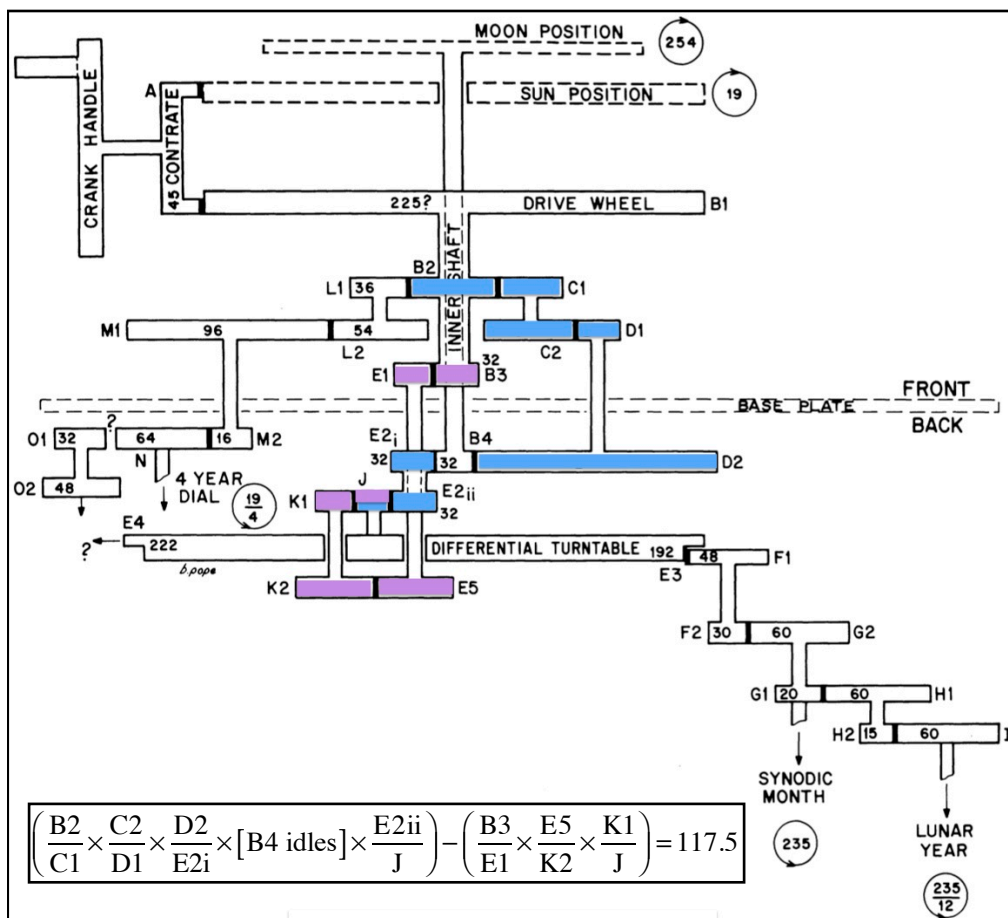 MOON POSITION
254
A
SUN POSITION
19
CRANK HANDLE
45 CONTRATE
225?
DRIVE WHEEL
B1
INNER SHAFT
B2
L1
36
C1
M1
96
54
L2
C2
D1
32
E1
B3
FRONT
BASE PLATE
BACK
?
O1
32
64
16
M2
N
E2i
32
B4
32
D2
O2
48
4 YEAR
DIAL
19
4
J
K1
E2ii
32
E4
?
222
b.pope
DIFFERENTIAL TURNTABLE
192
48
F1
E3
K2
E5
F2
30
60
G2
G1
20
60
H1
H2
15
60
I
SYNODIC
MONTH
235
LUNAR
YEAR
235
12
(B2/C1 × C2/D1 × D2/E2i × [B4 idles] × E2ii/J) − (B3/E1 × E5/K2 × K1/J) = 117.5